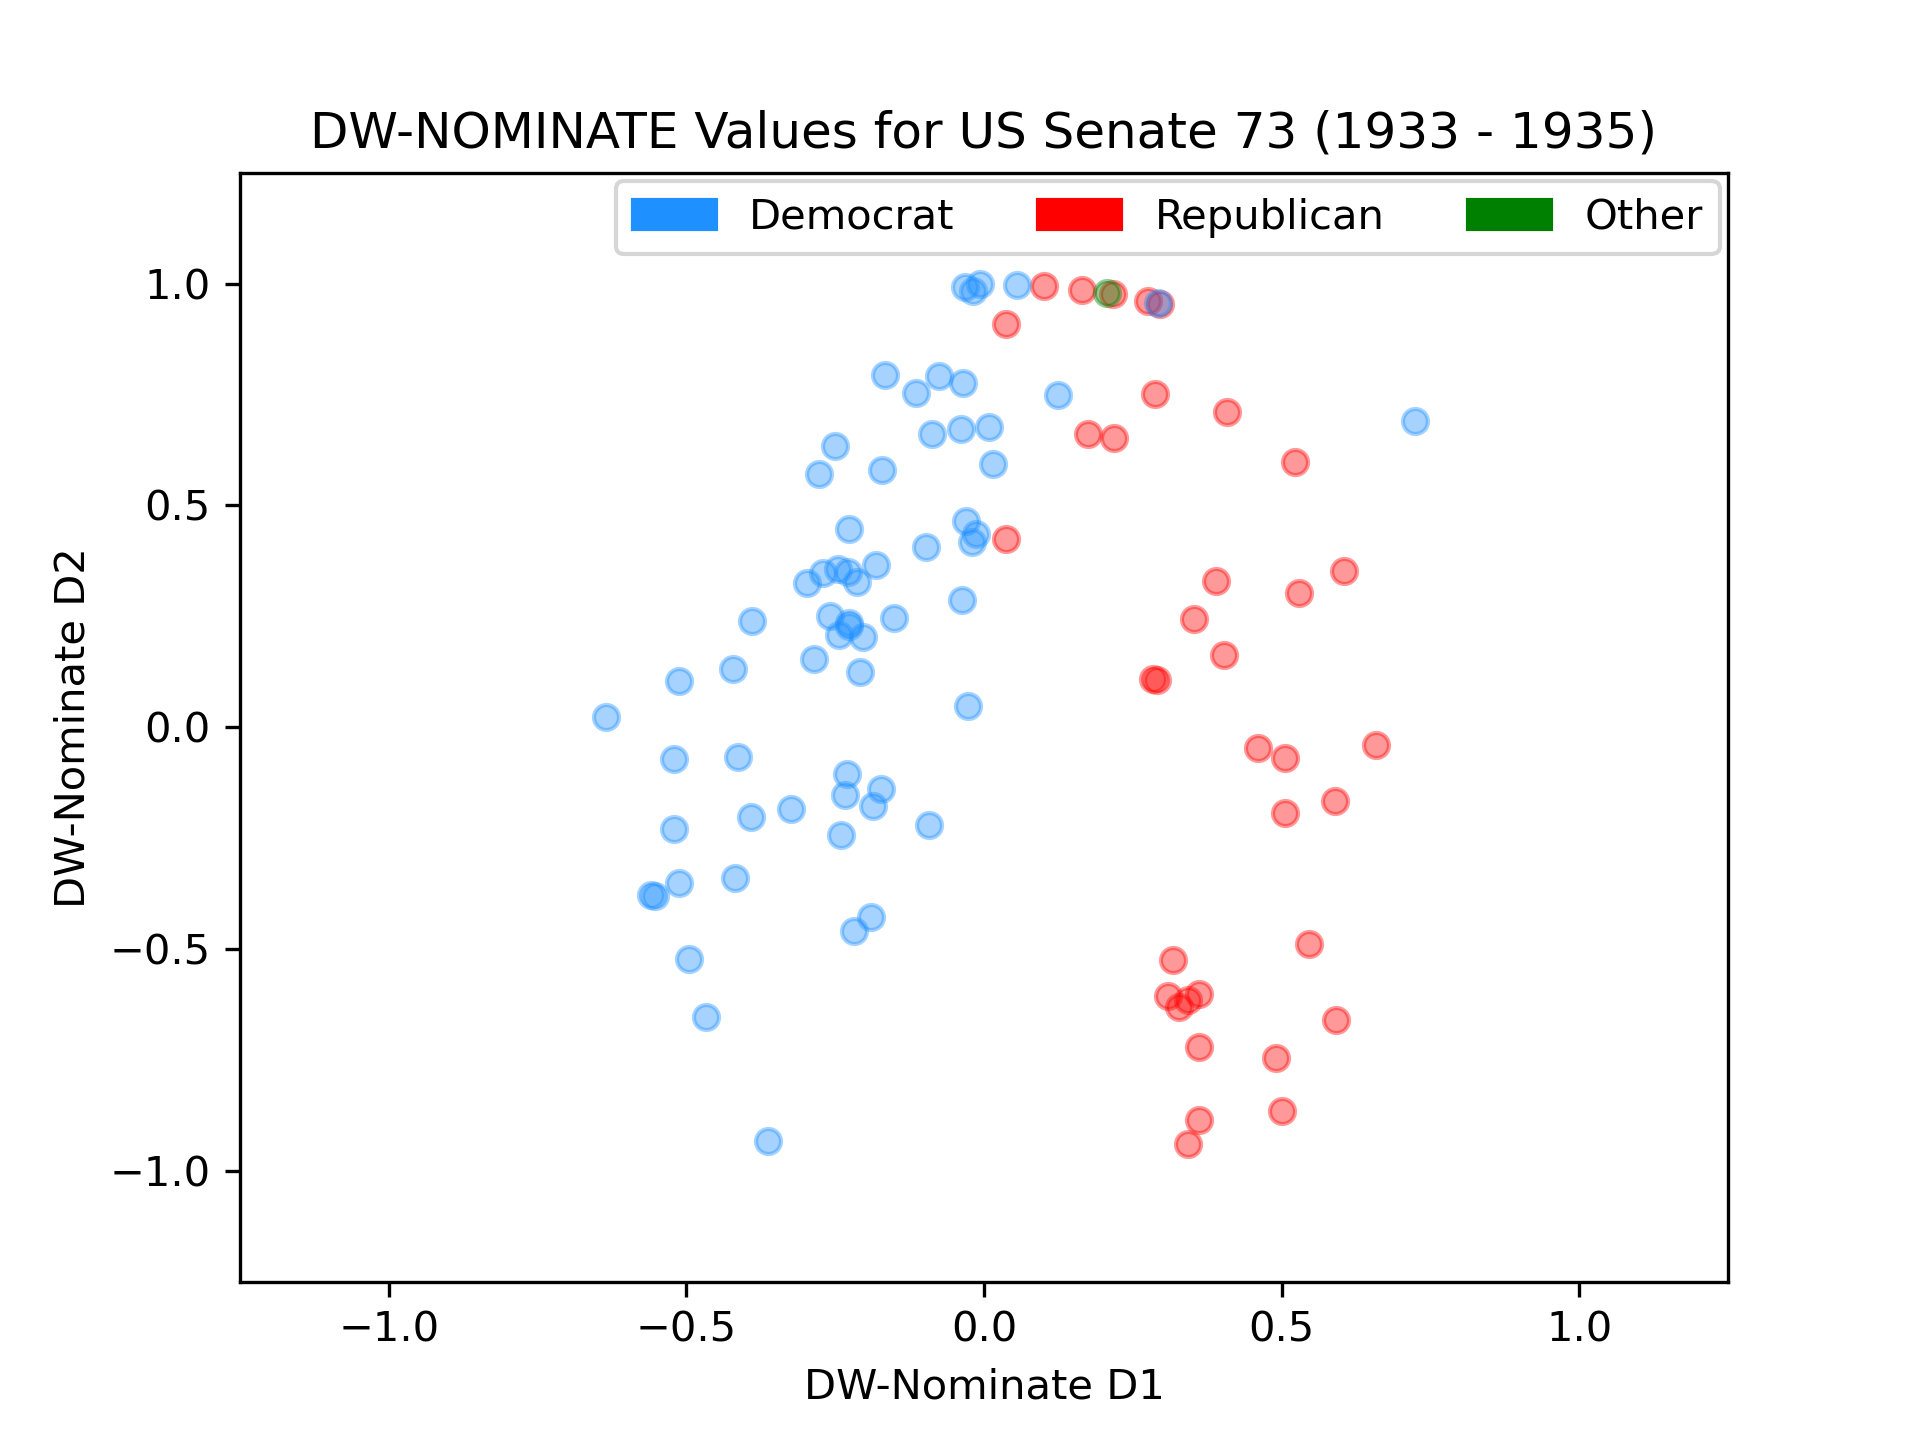 DW-NOMINATE Values for US Senate 73 (1933 - 1935)
Democrat Republican Other
1.0
0.5
0.0
−0.5
−1.0
DW-Nominate D2
−1.0 −0.5 0.0 0.5 1.0
DW-Nominate D1